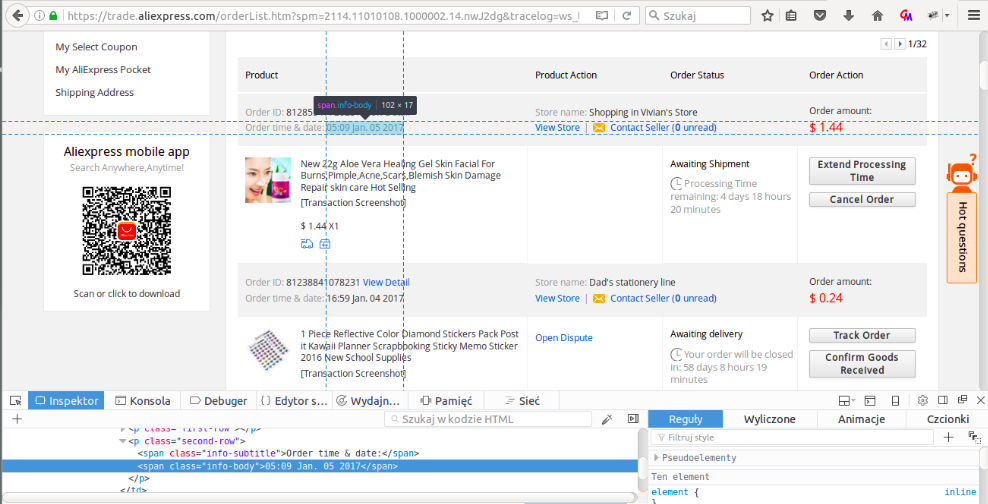 https://trade.aliexpress.com/orderList.htm?spm=2114.11010108.1000002.14.nwJ2dg&tracelog=ws_
Szukaj
My Select Coupon
My AliExpress Pocket
Shipping Address
Aliexpress mobile app
Search Anywhere,Anytime!
Scan or click to download
1/32
Product
Product Action
Order Status
Order Action
Order ID: 81285
span.info-body | 102 × 17
Order time & date: 05:09 Jan. 05 2017
Store name: Shopping in Vivian's Store
View Store | Contact Seller (0 unread)
Order amount:
$ 1.44
New 22g Aloe Vera Healing Gel Skin Facial For
Burns,Pimple,Acne,Scars,Blemish Skin Damage
Repair skin care Hot Selling
[Transaction Screenshot]
$ 1.44 X1
Awaiting Shipment
Processing Time
remaining: 4 days 18 hours
20 minutes
Extend Processing
Time
Cancel Order
?
Hot questions
Order ID: 81238841078231 View Detail
Order time & date: 16:59 Jan. 04 2017
Store name: Dad's stationery line
View Store | Contact Seller (0 unread)
Order amount:
$ 0.24
1 Piece Reflective Color Diamond Stickers Pack Post
it Kawaii Planner Scrapbooking Sticky Memo Sticker
2016 New School Supplies
[Transaction Screenshot]
Open Dispute
Awaiting delivery
Your order will be closed
in: 58 days 8 hours 19
minutes
Track Order
Confirm Goods
Received
Inspektor
Konsola
Debuger
Edytor s...
Wydajn...
Pamięć
Sieć
Szukaj w kodzie HTML
Reguły
Wyliczone
Animacje
Czcionki
Filtruj style
<p class="first-row"></p>
<p class="second-row">
<span class="info-subtitle">Order time & date:</span>
<span class="info-body">05:09 Jan. 05 2017</span>
</p>
</td>
Pseudoelementy
Ten element
element {
inline
}